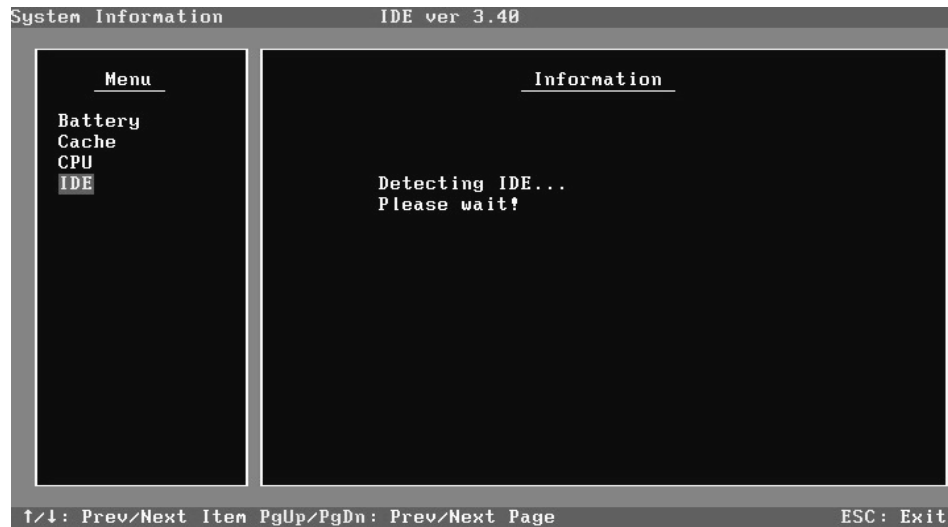 System Information IDE ver 3.40
Menu
Battery
Cache
CPU
IDE
Information
Detecting IDE...
Please wait!
↑/↓: Prev/Next Item PgUp/PgDn: Prev/Next Page ESC: Exit